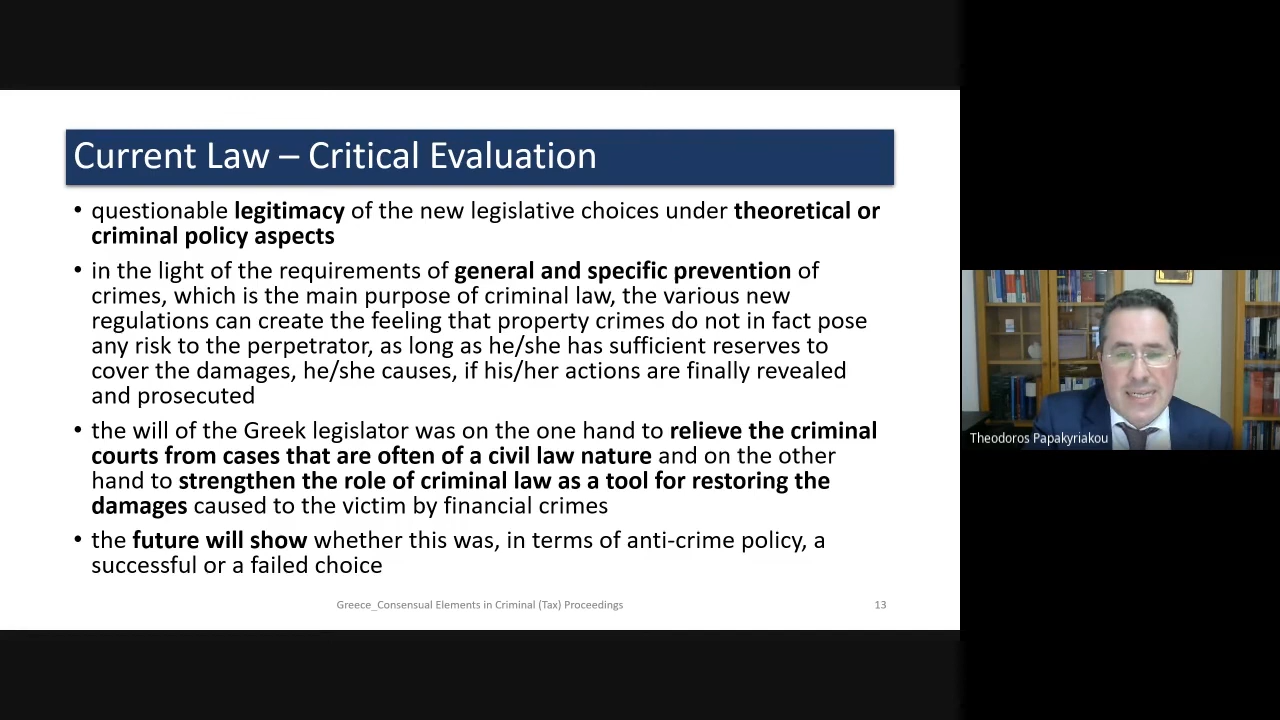 Current Law – Critical Evaluation
• questionable legitimacy of the new legislative choices under theoretical or
criminal policy aspects
• in the light of the requirements of general and specific prevention of
crimes, which is the main purpose of criminal law, the various new
regulations can create the feeling that property crimes do not in fact pose
any risk to the perpetrator, as long as he/she has sufficient reserves to
cover the damages, he/she causes, if his/her actions are finally revealed
and prosecuted
• the will of the Greek legislator was on the one hand to relieve the criminal
courts from cases that are often of a civil law nature and on the other
hand to strengthen the role of criminal law as a tool for restoring the
damages caused to the victim by financial crimes
• the future will show whether this was, in terms of anti-crime policy, a
successful or a failed choice
Greece_Consensual Elements in Criminal (Tax) Proceedings
13
Theodoros Papakyriakou